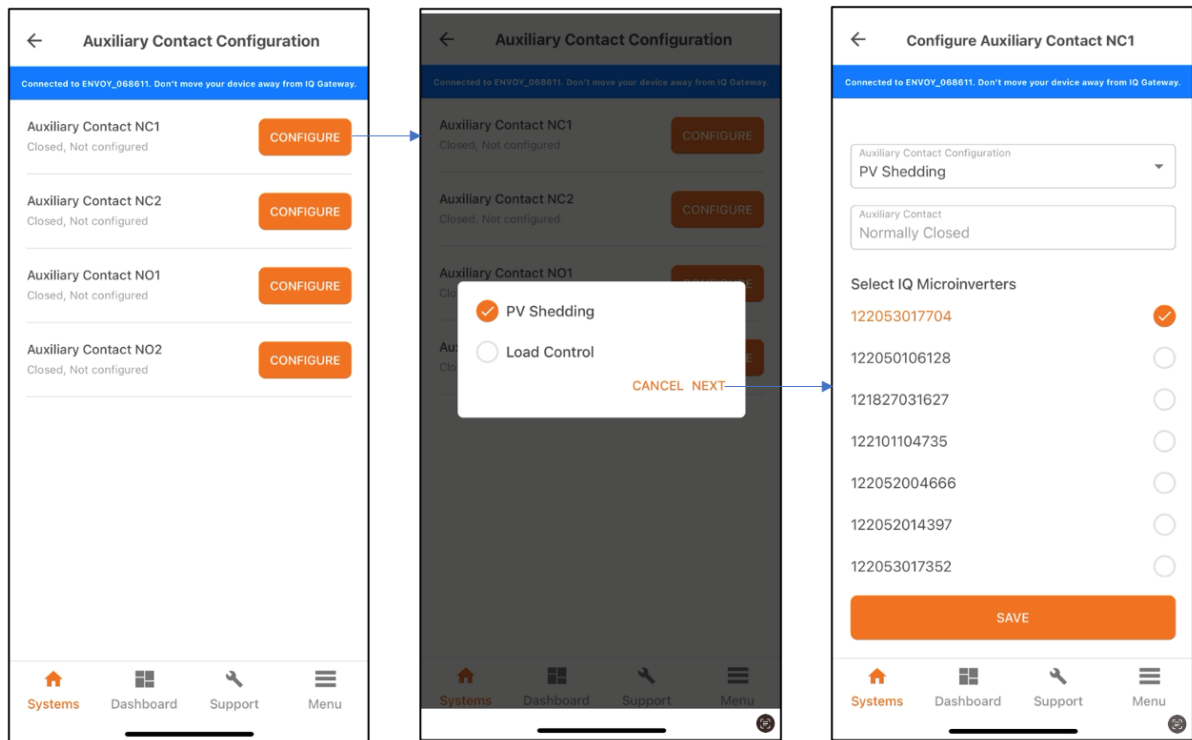 Auxiliary Contact Configuration
Connected to ENVOY_068611. Don't move your device away from IQ Gateway.
Auxiliary Contact NC1
Closed, Not configured
CONFIGURE
Auxiliary Contact NC2
Closed, Not configured
CONFIGURE
Auxiliary Contact NO1
Closed, Not configured
CONFIGURE
Auxiliary Contact NO2
Closed, Not configured
CONFIGURE
Systems Dashboard Support Menu
Auxiliary Contact Configuration
Connected to ENVOY_068611. Don't move your device away from IQ Gateway.
Auxiliary Contact NC1
Closed, Not configured
CONFIGURE
Auxiliary Contact NC2
Closed, Not configured
CONFIGURE
Auxiliary Contact NO1
PV Shedding
Load Control
CANCEL NEXT
Systems Dashboard Support Menu
Configure Auxiliary Contact NC1
Connected to ENVOY_068611. Don't move your device away from IQ Gateway.
Auxiliary Contact Configuration
PV Shedding
Auxiliary Contact
Normally Closed
Select IQ Microinverters
122053017704
122050106128
121827031627
122101104735
122052004666
122052014397
122053017352
SAVE
Systems Dashboard Support Menu